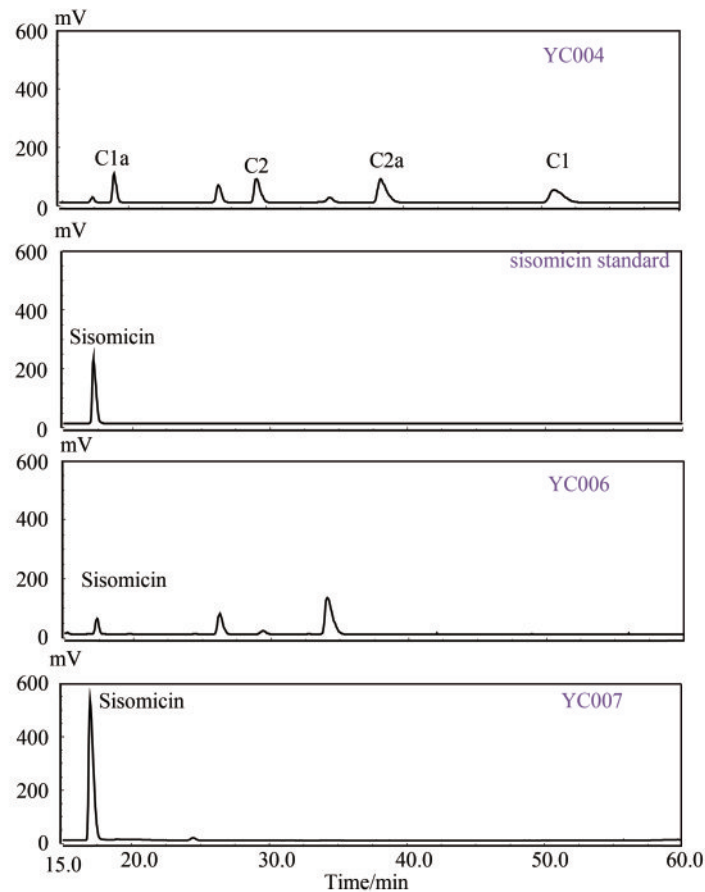 mV
600
YC004
400
200
C1a
C2
C2a
C1
0
mV
600
sisomicin standard
400
Sisomicin
200
0
mV
600
YC006
400
200
Sisomicin
0
mV
600
Sisomicin
YC007
400
200
0
15.0 20.0 30.0 40.0 50.0 60.0
Time/min